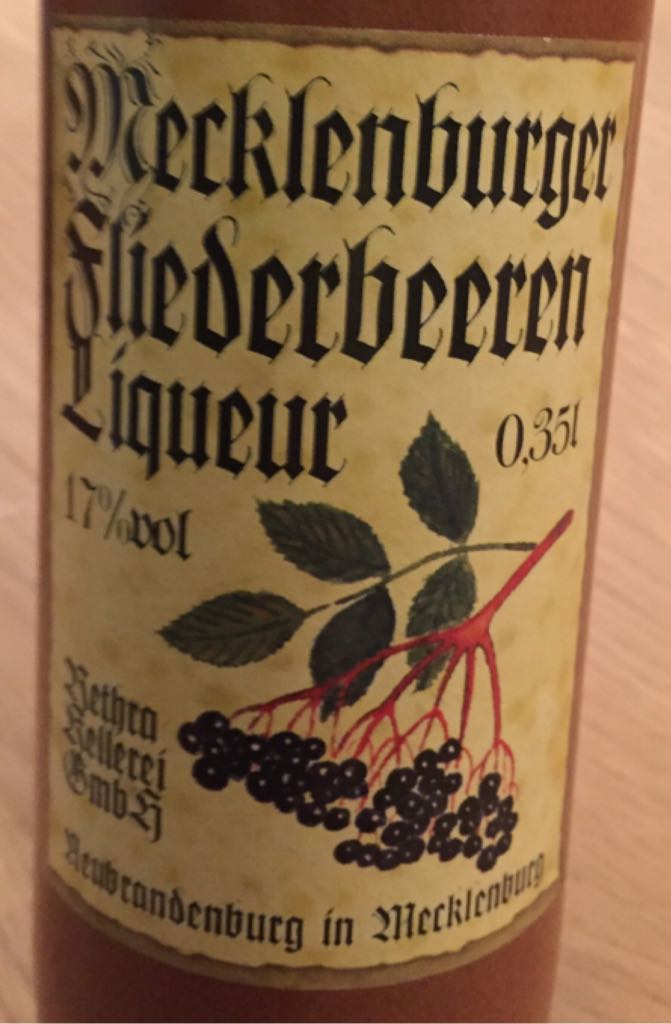 Mecklenburger
Fliederbeeren
Liqueur
0,35l
17%vol
Rethra
Kellerei
GmbH
Neubrandenburg in Mecklenburg